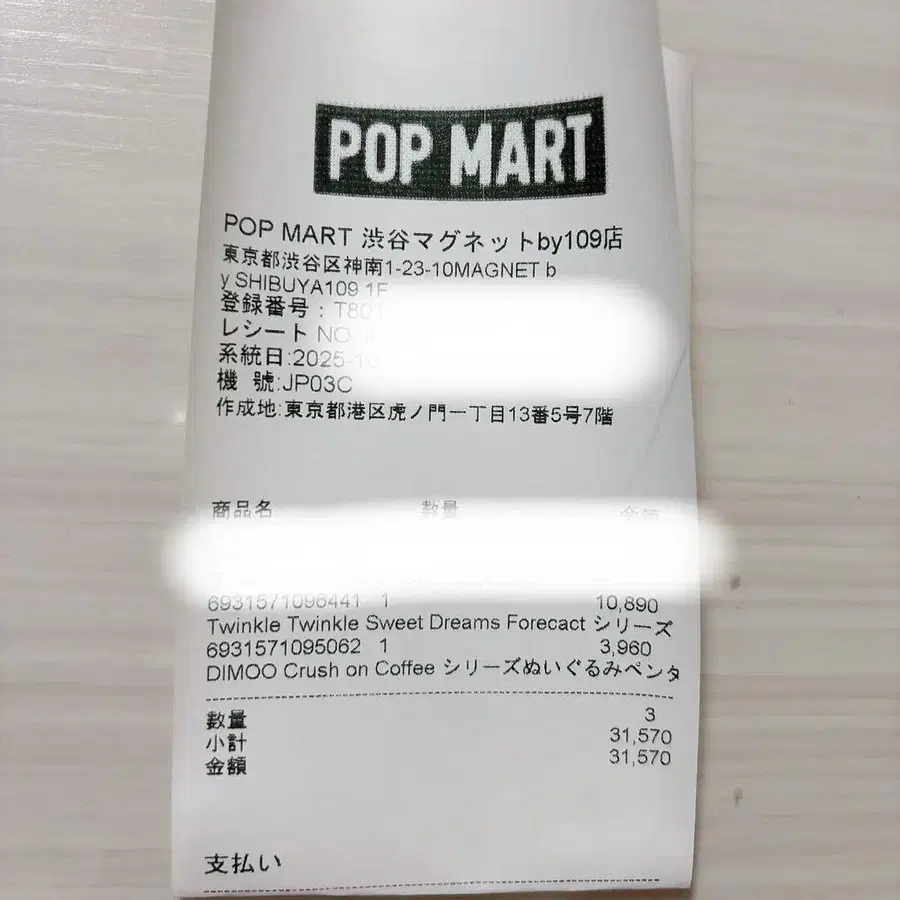 POP MART
POP MART 渋谷マグネットby109店
東京都渋谷区神南1-23-10MAGNET b
y SHIBUYA109 1F
登録番号：T801
レシート NO
系統日:2025-10
機 號:JP03C
作成地:東京都港区虎ノ門一丁目13番5号7階
商品名 数量 金額
6931571096441 1 10,890
Twinkle Twinkle Sweet Dreams Forecact シリーズ
6931571095062 1 3,960
DIMOO Crush on Coffee シリーズぬいぐるみペンタ
數量 3
小計 31,570
金額 31,570
支払い